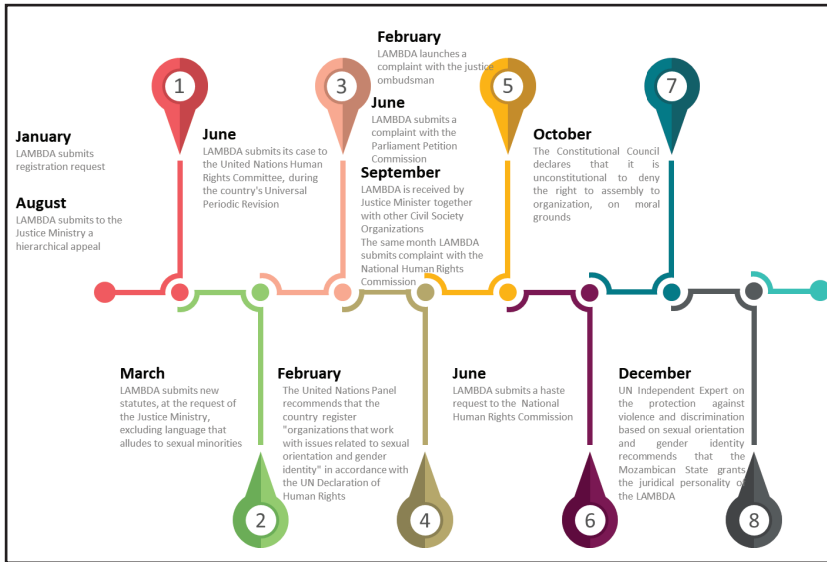 1
January
LAMBDA submits
registration request
August
LAMBDA submits to the
Justice Ministry a
hierarchical appeal
2
March
LAMBDA submits new
statutes, at the request of
the Justice Ministry,
excluding language that
alludes to sexual minorities
3
June
LAMBDA submits its case to
the United Nations Human
Rights Committee, during
the country's Universal
Periodic Revision
4
February
The United Nations Panel
recommends that the
country register
"organizations that work
with issues related to sexual
orientation and gender
identity" in accordance with
the UN Declaration of
Human Rights
5
February
LAMBDA launches a
complaint with the justice
ombudsman
June
LAMBDA submits a
complaint with the
Parliament Petition
Commission
September
LAMBDA is received by
Justice Minister together
with other Civil Society
Organizations
The same month LAMBDA
submits complaint with the
National Human Rights
Commission
6
June
LAMBDA submits a haste
request to the National
Human Rights Commission
7
October
The Constitutional Council
declares that it is
unconstitutional to deny
the right to assembly to
organization, on moral
grounds
8
December
UN Independent Expert on
the protection against
violence and discrimination
based on sexual orientation
and gender identity
recommends that the
Mozambican State grants
the juridical personality of
the LAMBDA